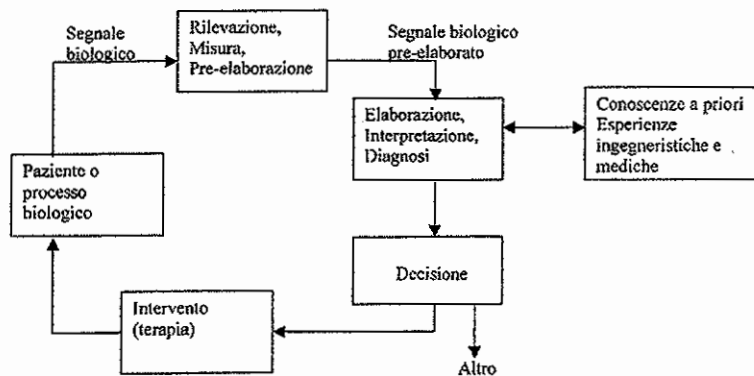 Segnale
biologico
Rilevazione,
Misura,
Pre-elaborazione
Segnale biologico
pre-elaborato
Elaborazione,
Interpretazione,
Diagnosi
Conoscenze a priori
Esperienze
ingegneristiche e
mediche
Paziente o
processo
biologico
Decisione
Intervento
(terapia)
Altro